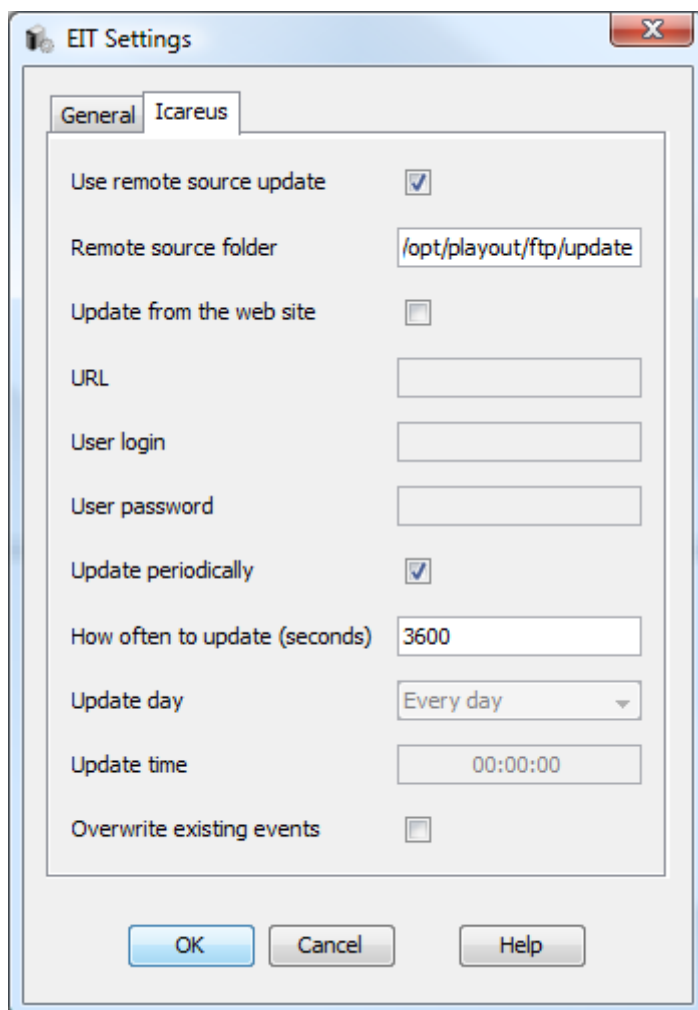 EIT Settings
General Icareus
Use remote source update
Remote source folder /opt/playout/ftp/update
Update from the web site
URL
User login
User password
Update periodically
How often to update (seconds) 3600
Update day Every day
Update time 00:00:00
Overwrite existing events
OK Cancel Help